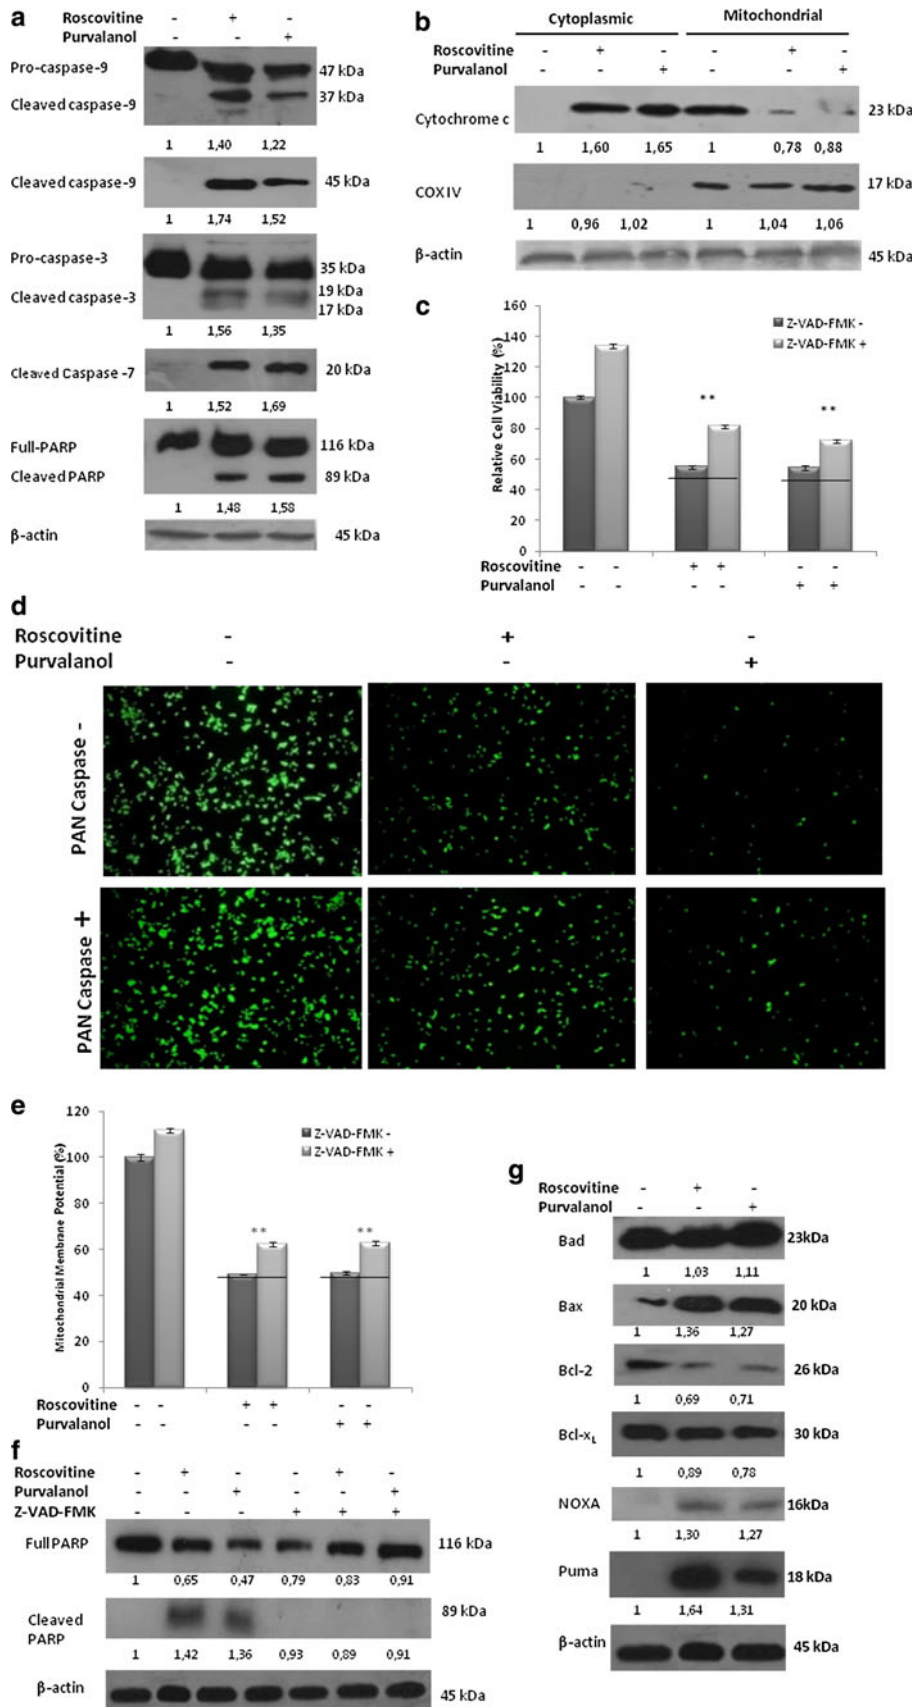 a
Roscovitine - + -
Purvalanol - - +
Pro-caspase-9
47 kDa
Cleaved caspase-9
37 kDa
1 1,40 1,22
Cleaved caspase-9
45 kDa
1 1,74 1,52
Pro-caspase-3
35 kDa
Cleaved caspase-3
19 kDa
17 kDa
1 1,56 1,35
Cleaved Caspase -7
20 kDa
1 1,52 1,69
Full-PARP
116 kDa
Cleaved PARP
89 kDa
1 1,48 1,58
β-actin
45 kDa
b
Cytoplasmic Mitochondrial
Roscovitine - + - - + -
Purvalanol - - + - - +
Cytochrome c
23 kDa
1 1,60 1,65 1 0,78 0,88
COX IV
17 kDa
1 0,96 1,02 1 1,04 1,06
β-actin
45 kDa
c
Relative Cell Viability (%)
160
140
120
100
80
60
40
20
0
Z-VAD-FMK -
Z-VAD-FMK +
**
**
Roscovitine - - + + - -
Purvalanol - - - - + +
d
Roscovitine - + -
Purvalanol - - +
PAN Caspase -
PAN Caspase +
e
Mitochondrial Membrane Potential (%)
120
100
80
60
40
20
0
Z-VAD-FMK -
Z-VAD-FMK +
**
**
Roscovitine - - + + - -
Purvalanol - - - - + +
f
Roscovitine - + - - + -
Purvalanol - - + - - +
Z-VAD-FMK - - - + + +
Full PARP
116 kDa
1 0,65 0,47 0,79 0,83 0,91
Cleaved
PARP
89 kDa
1 1,42 1,36 0,93 0,89 0,91
β-actin
45 kDa
g
Roscovitine - + -
Purvalanol - - +
Bad
23kDa
1 1,03 1,11
Bax
20 kDa
1 1,36 1,27
Bcl-2
26 kDa
1 0,69 0,71
Bcl-xL
30 kDa
1 0,89 0,78
NOXA
16kDa
1 1,30 1,27
Puma
18 kDa
1 1,64 1,31
β-actin
45 kDa